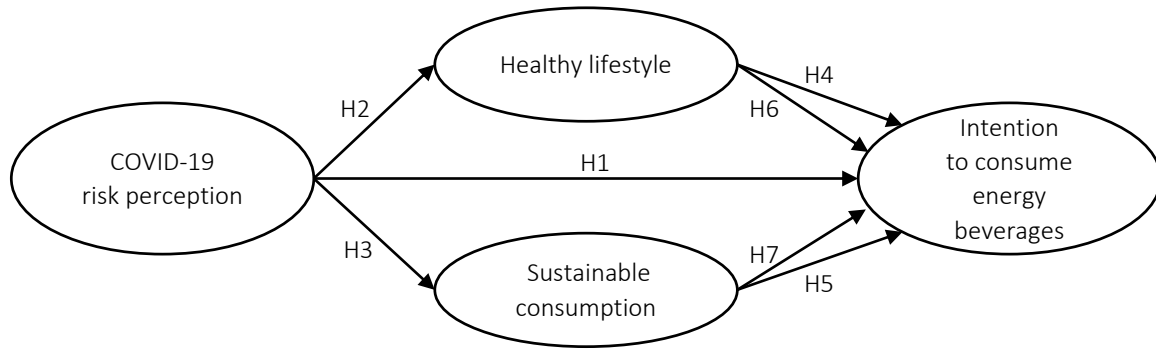 Healthy lifestyle
H4
H2
H6
Intention
to consume
energy
beverages
COVID-19
risk perception
H1
H3
H7
Sustainable
consumption
H5